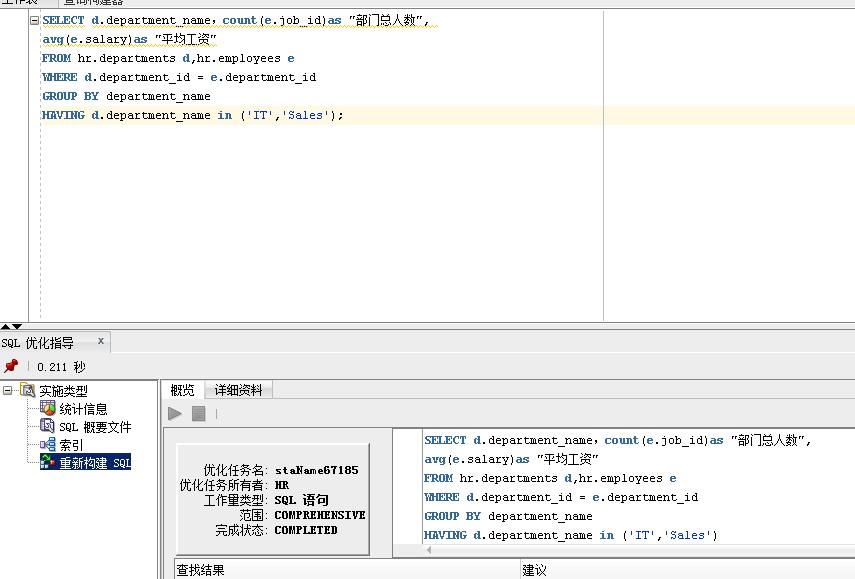 查询构建器
SELECT d.department_name，count(e.job_id)as "部门总人数"，
avg(e.salary)as "平均工资"
FROM hr.departments d,hr.employees e
WHERE d.department_id = e.department_id
GROUP BY department_name
HAVING d.department_name in ('IT','Sales');
SQL 优化指导 x
0.211 秒
实施类型
统计信息
SQL 概要文件
索引
重新构建 SQL
概览 详细资料
优化任务名: staName67185
优化任务所有者: HR
工作量类型: SQL 语句
范围: COMPREHENSIVE
完成状态: COMPLETED
SELECT d.department_name，count(e.job_id)as "部门总人数"，
avg(e.salary)as "平均工资"
FROM hr.departments d,hr.employees e
WHERE d.department_id = e.department_id
GROUP BY department_name
HAVING d.department_name in ('IT','Sales')
查找结果 建议